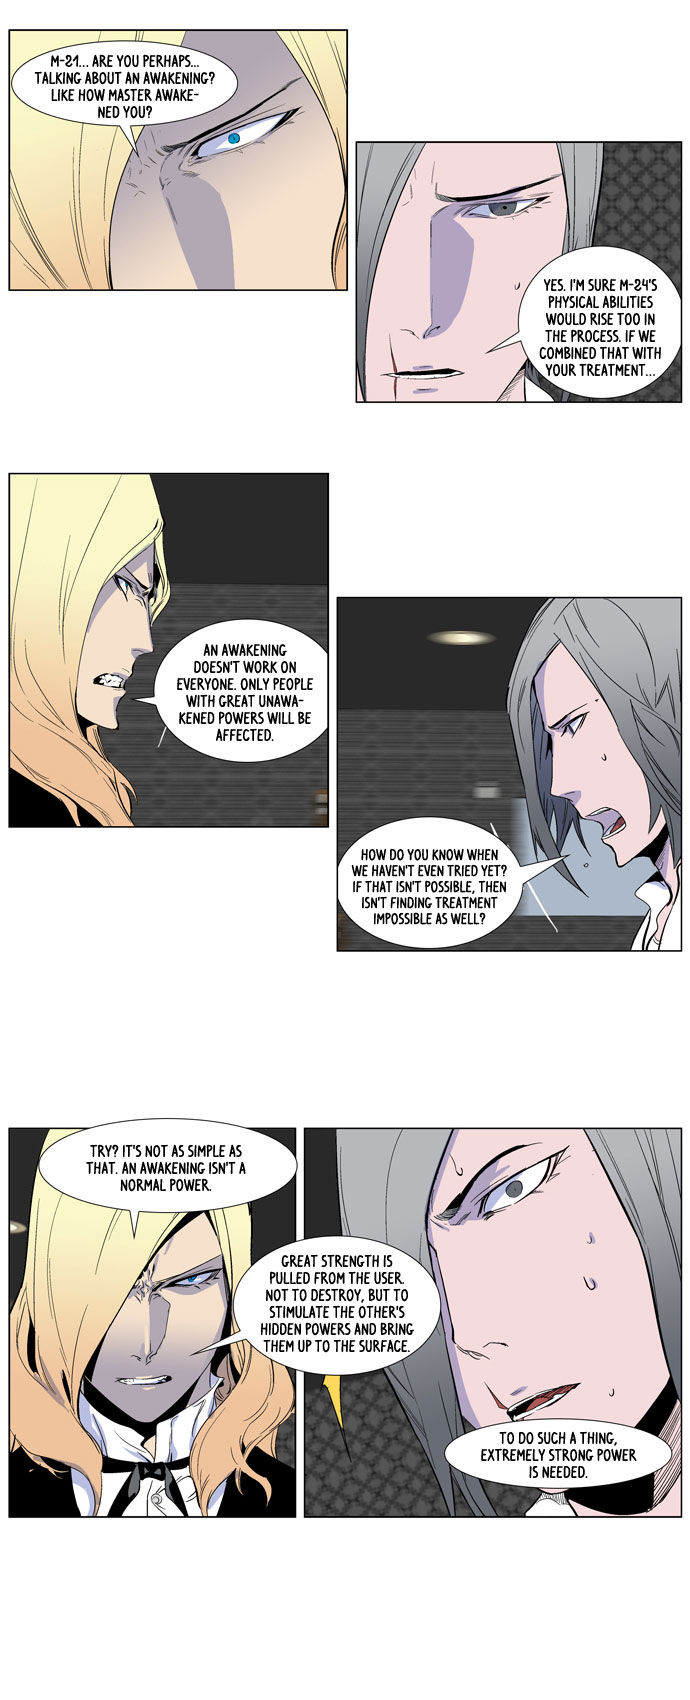 M-21... ARE YOU PERHAPS...
TALKING ABOUT AN AWAKENING?
LIKE HOW MASTER AWAKE-
NED YOU?
YES. I'M SURE M-24'S
PHYSICAL ABILITIES
WOULD RISE TOO IN
THE PROCESS. IF WE
COMBINED THAT WITH
YOUR TREATMENT...
AN AWAKENING
DOESN'T WORK ON
EVERYONE. ONLY PEOPLE
WITH GREAT UNAWA-
KENED POWERS WILL BE
AFFECTED.
HOW DO YOU KNOW WHEN
WE HAVEN'T EVEN TRIED YET?
IF THAT ISN'T POSSIBLE, THEN
ISN'T FINDING TREATMENT
IMPOSSIBLE AS WELL?
TRY? IT'S NOT AS SIMPLE AS
THAT. AN AWAKENING ISN'T A
NORMAL POWER.
GREAT STRENGTH IS
PULLED FROM THE USER.
NOT TO DESTROY, BUT TO
STIMULATE THE OTHER'S
HIDDEN POWERS AND BRING
THEM UP TO THE SURFACE.
TO DO SUCH A THING,
EXTREMELY STRONG POWER
IS NEEDED.